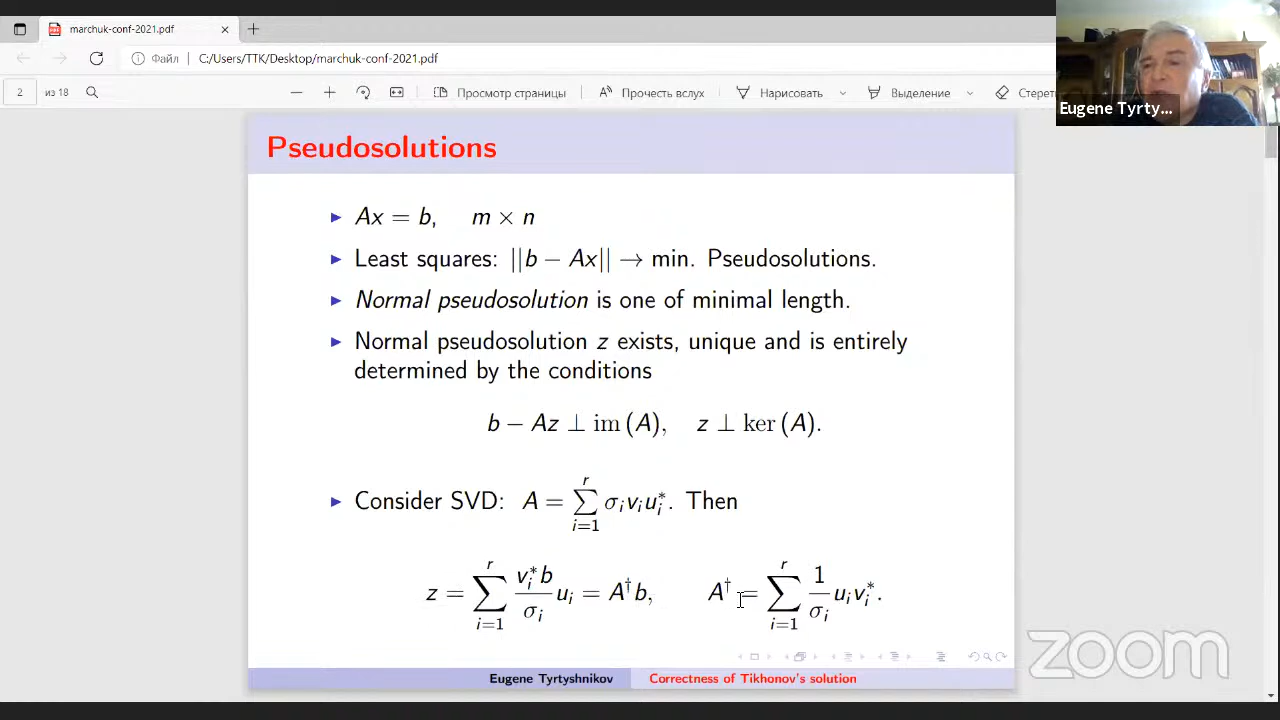 marchuk-conf-2021.pdf
Файл C:/Users/TTK/Desktop/marchuk-conf-2021.pdf
2 из 18 Просмотр страницы Прочесть вслух Нарисовать Выделение Стерет
Eugene Tyrty...
Pseudosolutions
Ax = b, m × n
Least squares: ||b − Ax|| → min. Pseudosolutions.
Normal pseudosolution is one of minimal length.
Normal pseudosolution z exists, unique and is entirely
determined by the conditions
b − Az ⊥ im (A), z ⊥ ker (A).
Consider SVD: A = ∑_{i=1}^{r} σ_i v_i u_i^*. Then
z = ∑_{i=1}^{r} (v_i^* b / σ_i) u_i = A^† b, A^† = ∑_{i=1}^{r} (1 / σ_i) u_i v_i^*.
Eugene Tyrtyshnikov Correctness of Tikhonov's solution
zoom